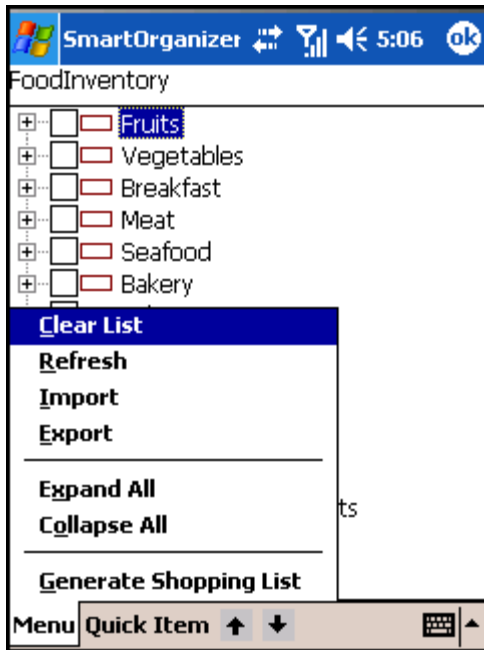 SmartOrganizer 5:06 ok
FoodInventory
Fruits
Vegetables
Breakfast
Meat
Seafood
Bakery
Clear List
Refresh
Import
Export
Expand All
ts
Collapse All
Generate Shopping List
Menu Quick Item